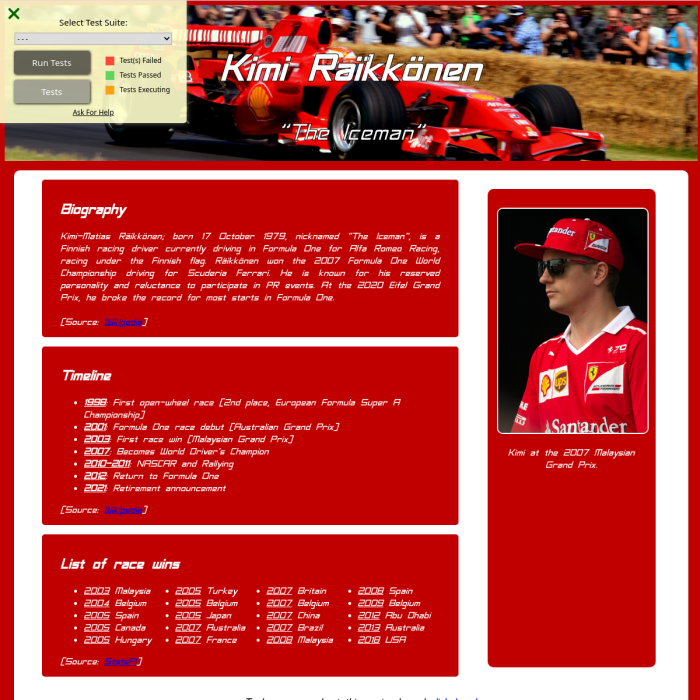 Select Test Suite:
---
Run Tests
Tests
Test(s) Failed
Tests Passed
Tests Executing
Ask For Help
Kimi Räikkönen
"The Iceman"
Biography
Kimi-Matias Räikkönen; born 17 October 1979, nicknamed "The Iceman", is a
Finnish racing driver currently driving in Formula One for Alfa Romeo Racing,
racing under the Finnish flag. Räikkönen won the 2007 Formula One World
Championship driving for Scuderia Ferrari. He is known for his reserved
personality and reluctance to participate in PR events. At the 2020 Eifel Grand
Prix, he broke the record for most starts in Formula One.
[Source: Wikipedia]
Timeline
1998: First open-wheel race [2nd place, European Formula Super A
Championship]
2001: Formula One race debut [Australian Grand Prix]
2003: First race win [Malaysian Grand Prix]
2007: Becomes World Driver's Champion
2010-2011: NASCAR and Rallying
2012: Return to Formula One
2021: Retirement announcement
[Source: Wikipedia]
List of race wins
2003 Malaysia
2004 Belgium
2005 Spain
2005 Canada
2005 Hungary
2005 Turkey
2005 Belgium
2005 Japan
2007 Australia
2007 France
2007 Britain
2007 Belgium
2007 China
2007 Brazil
2008 Malaysia
2008 Spain
2009 Belgium
2012 Abu Dhabi
2013 Australia
2018 USA
[Source: StatsF1]
Santander
ups
Santander
Kimi at the 2007 Malaysian
Grand Prix.